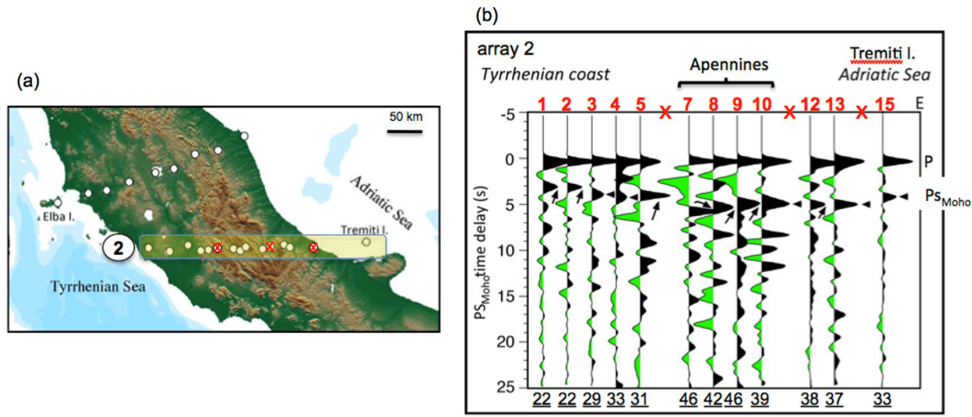 (a)
50 km
Elba I.
Adriatic Sea
Tremiti I.
2
Tyrrhenian Sea
(b)
array 2
Tremiti I.
Apennines
Tyrrhenian coast
Adriatic Sea
1 2 3 4 5 X 7 8 9 10 X 12 13 X 15 E
PSMoho time delay (s)
-5
0
5
10
15
20
25
P
PsMoho
22 22 29 33 31 46 42 46 39 38 37 33